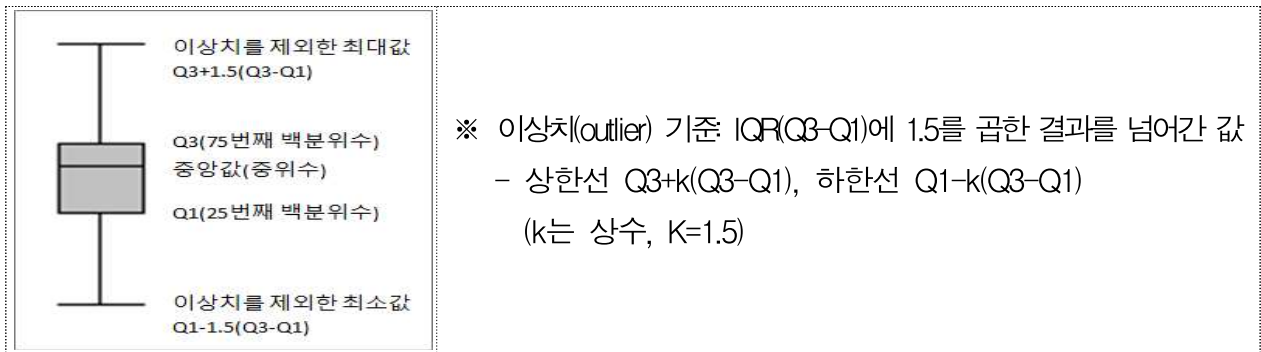 이상치를 제외한 최대값
Q3+1.5(Q3-Q1)
Q3(75번째 백분위수)
중앙값(중위수)
Q1(25번째 백분위수)
이상치를 제외한 최소값
Q1-1.5(Q3-Q1)
※ 이상치(outlier) 기준: IQR(Q3-Q1)에 1.5를 곱한 결과를 넘어간 값
- 상한선 Q3+k(Q3-Q1), 하한선 Q1-k(Q3-Q1)
(k는 상수, K=1.5)